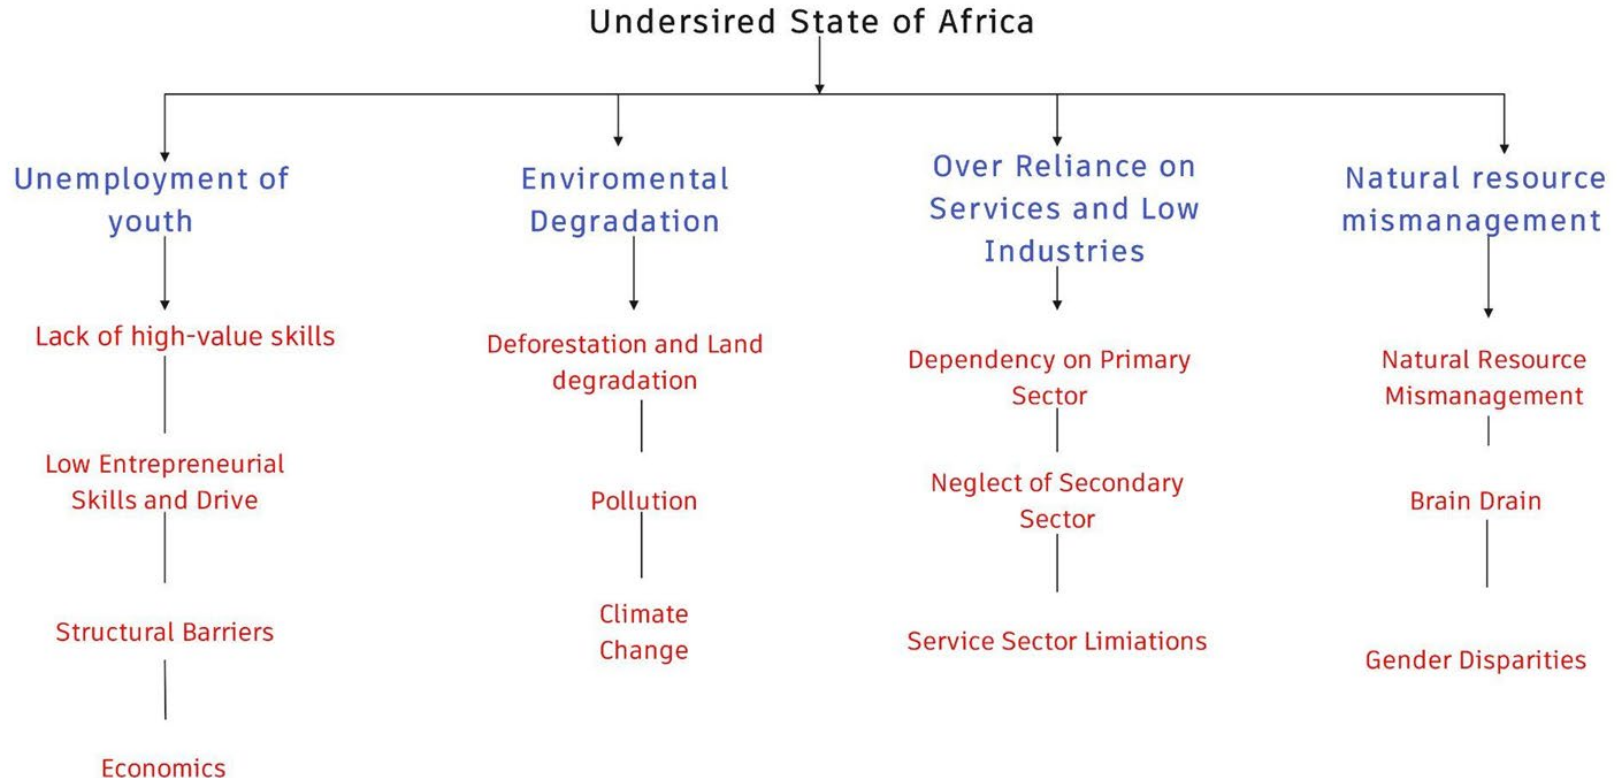 Undersired State of Africa
Unemployment of
youth
Lack of high-value skills
Low Entrepreneurial
Skills and Drive
Structural Barriers
Economics
Enviromental
Degradation
Deforestation and Land
degradation
Pollution
Climate
Change
Over Reliance on
Services and Low
Industries
Dependency on Primary
Sector
Neglect of Secondary
Sector
Service Sector Limiations
Natural resource
mismanagement
Natural Resource
Mismanagement
Brain Drain
Gender Disparities